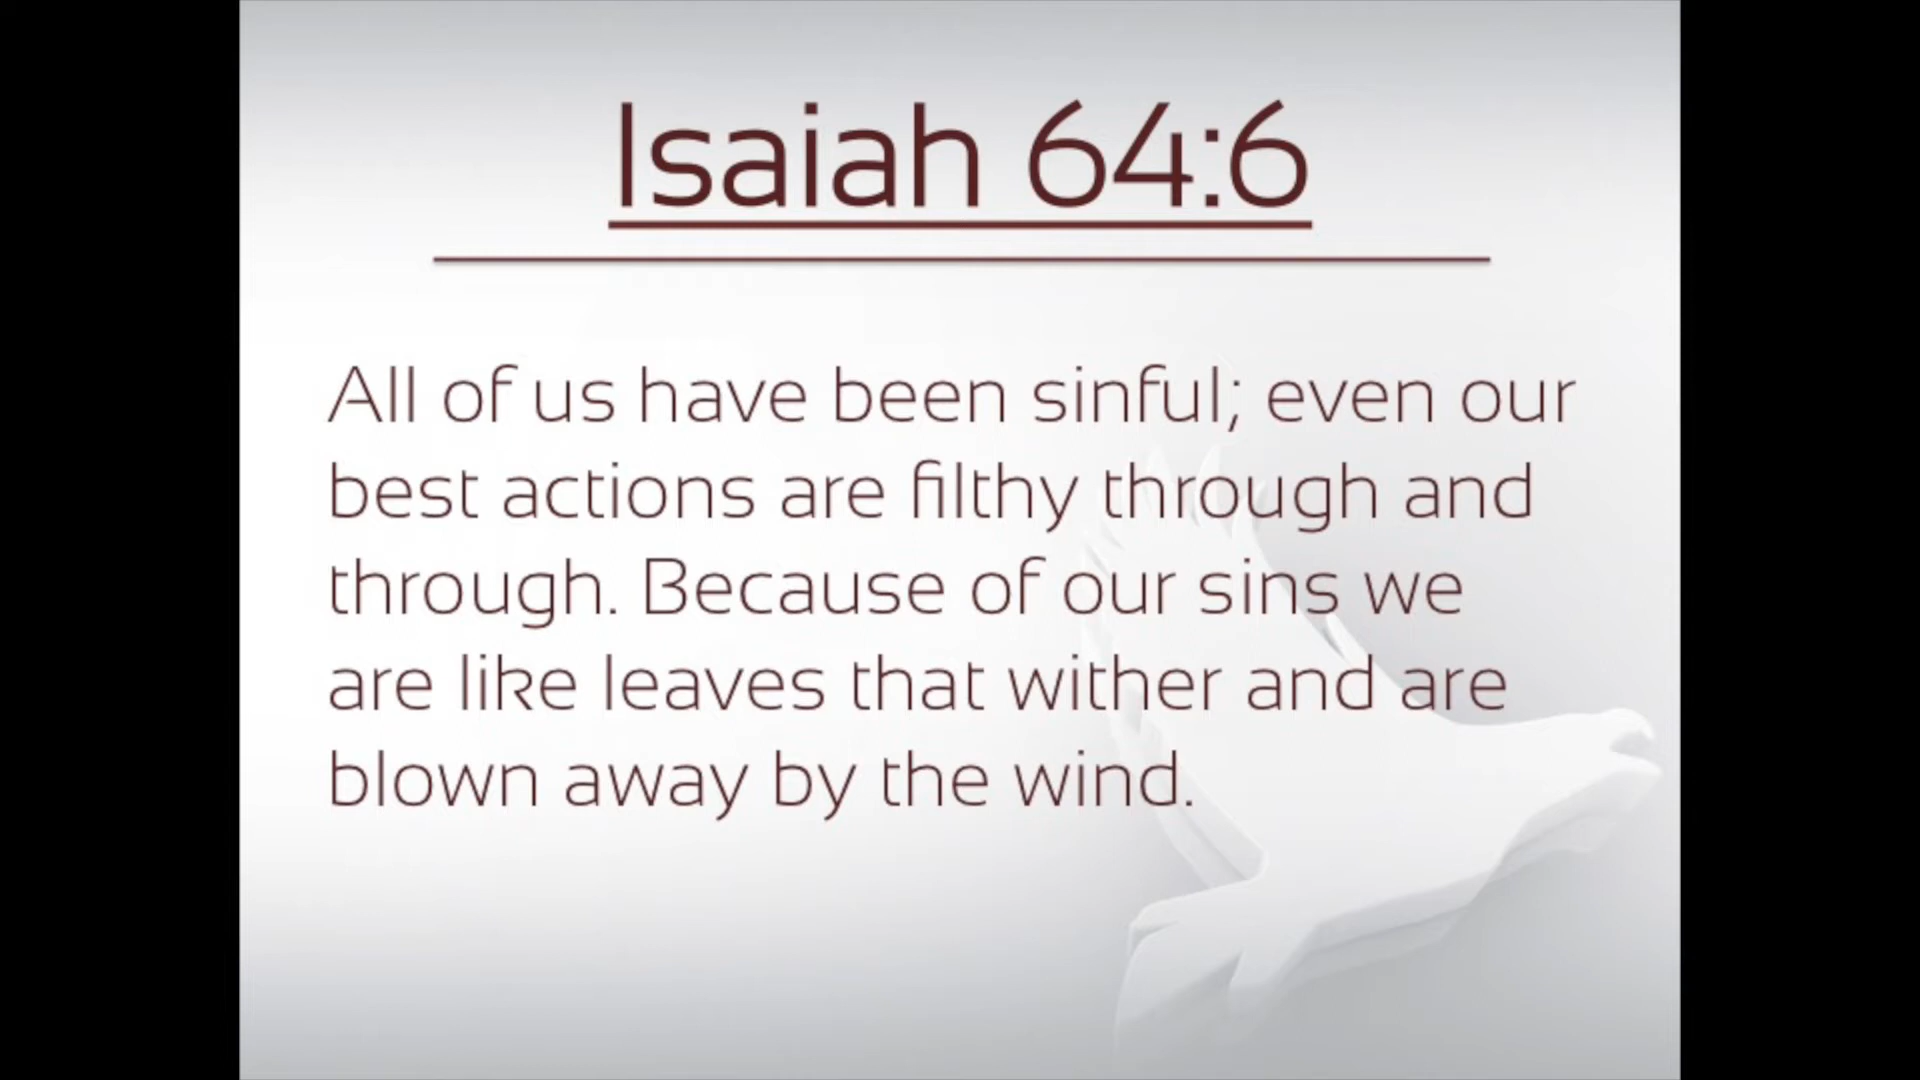 Isaiah 64:6
All of us have been sinful; even our
best actions are filthy through and
through. Because of our sins we
are like leaves that wither and are
blown away by the wind.